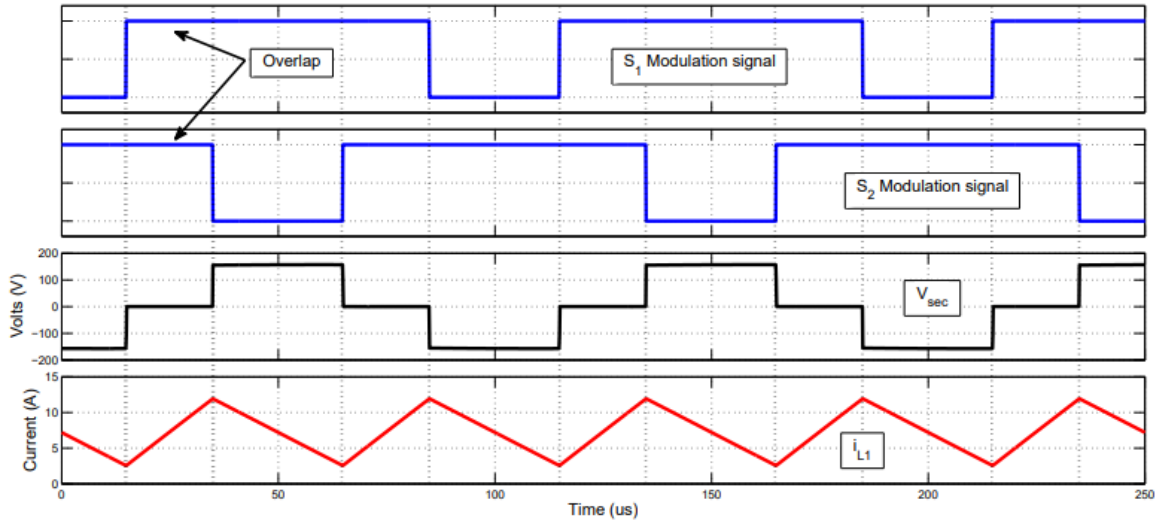 Overlap
S1 Modulation signal
S2 Modulation signal
Volts (V)
200
100
0
−100
−200
Vsec
Current (A)
15
10
5
0
iL1
0 50 100 150 200 250
Time (us)